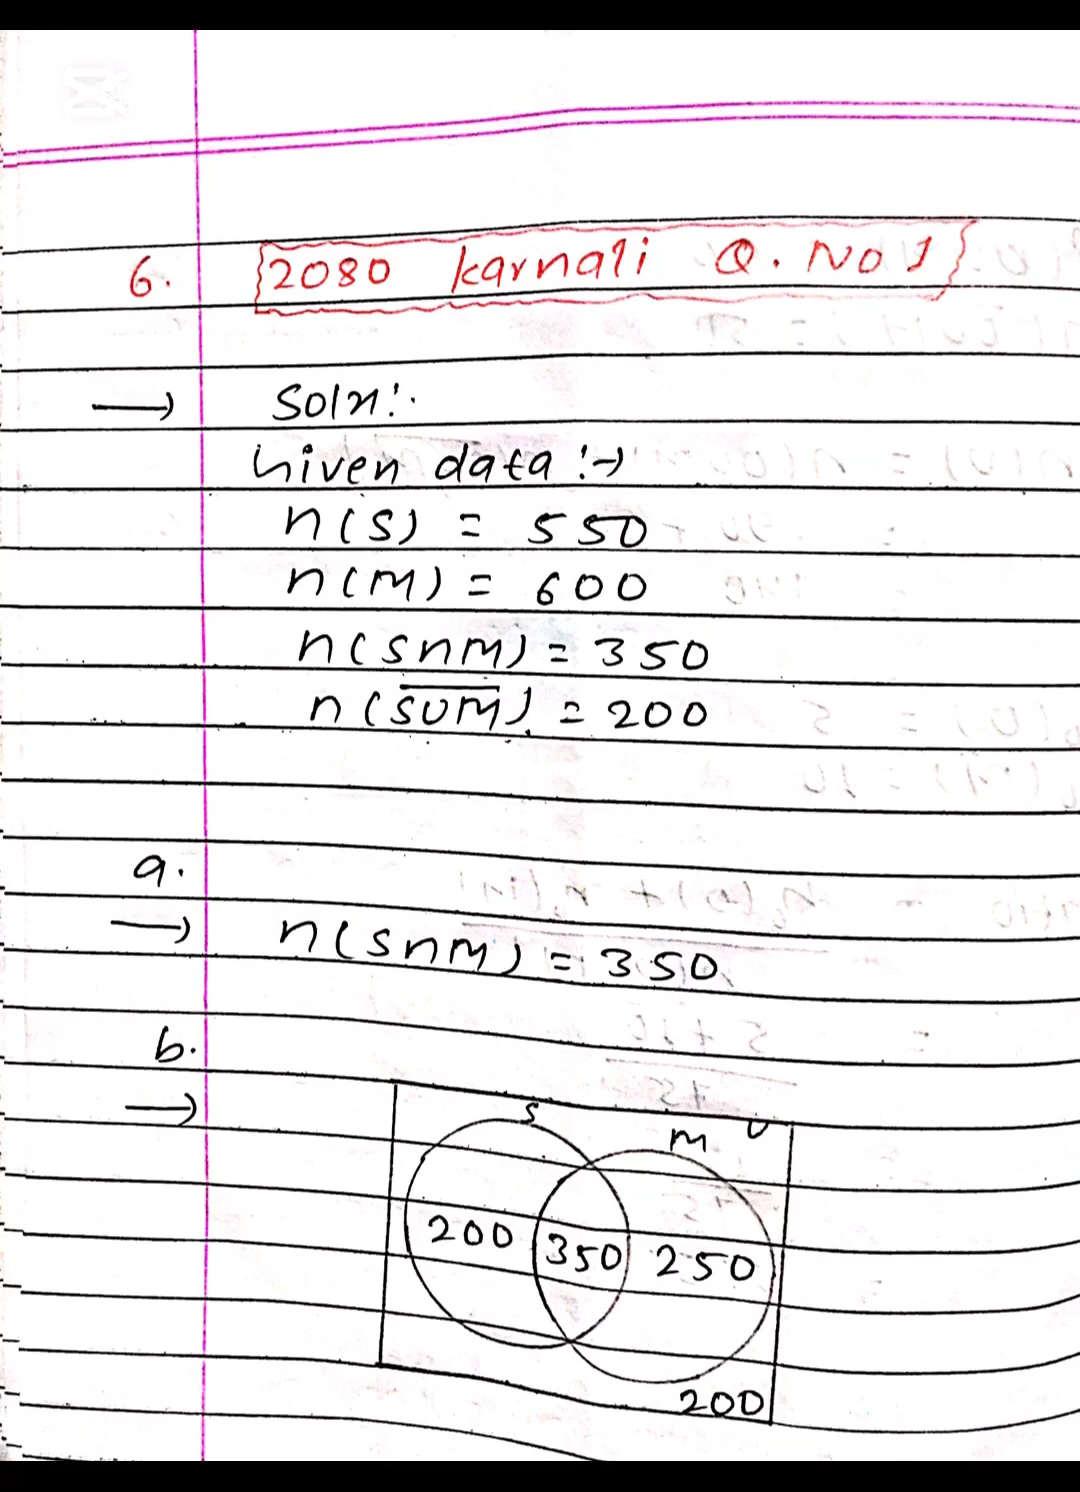 6. {2080 Karnali Q. No 1}
→ Soln:.
Given data :→
n(S) = 550
n(M) = 600
n(S∩M) = 350
n(S̅∪̅M̅) = 200
a.
→ n(S∩M) = 350
b.
→
S
M U
200 350 250
200